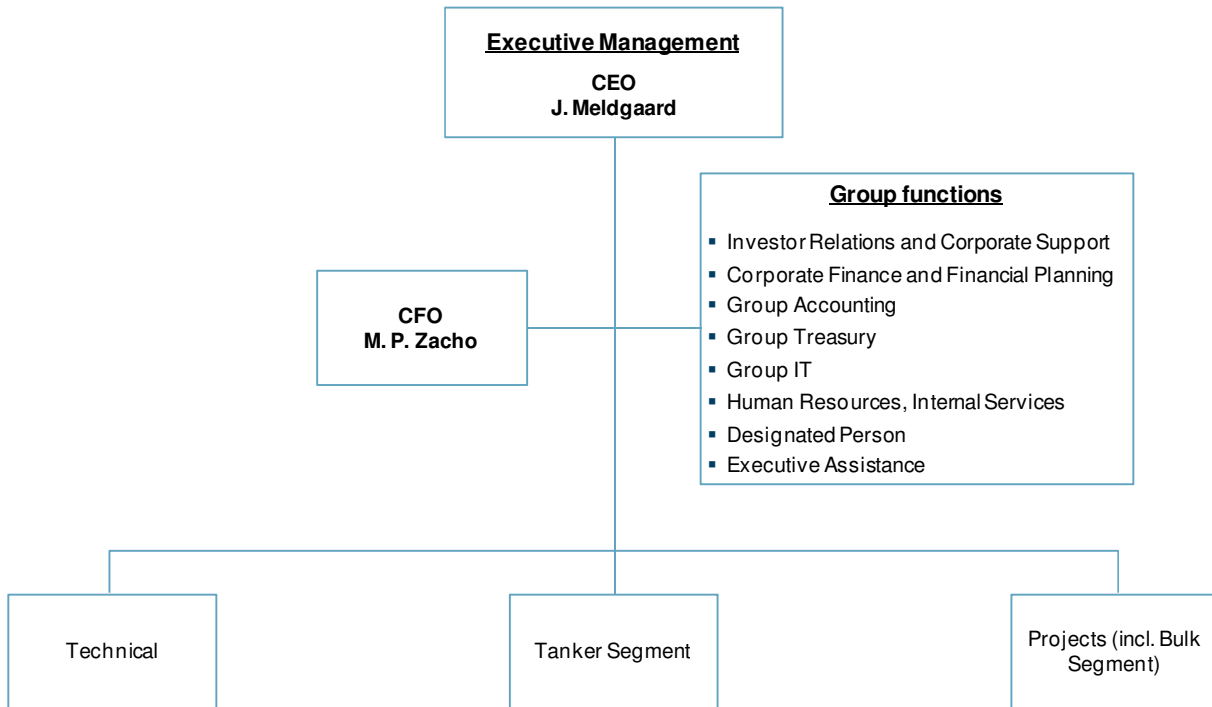 Executive Management
CEO
J. Meldgaard
Group functions
▪ Investor Relations and Corporate Support
▪ Corporate Finance and Financial Planning
▪ Group Accounting
▪ Group Treasury
▪ Group IT
▪ Human Resources, Internal Services
▪ Designated Person
▪ Executive Assistance
CFO
M. P. Zacho
Technical
Tanker Segment
Projects (incl. Bulk
Segment)